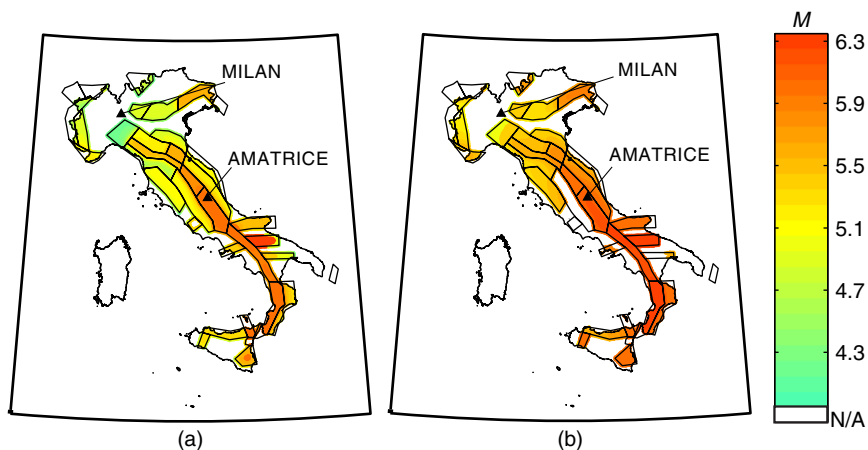 M
MILAN
AMATRICE
(a)
MILAN
AMATRICE
(b)
6.3
5.9
5.5
5.1
4.7
4.3
N/A